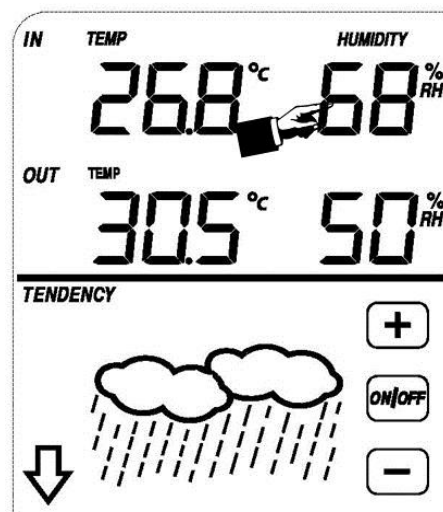 IN TEMP HUMIDITY
26.8 °C 68 % RH
OUT TEMP
30.5 °C 50 % RH
TENDENCY
+
ON/OFF
−